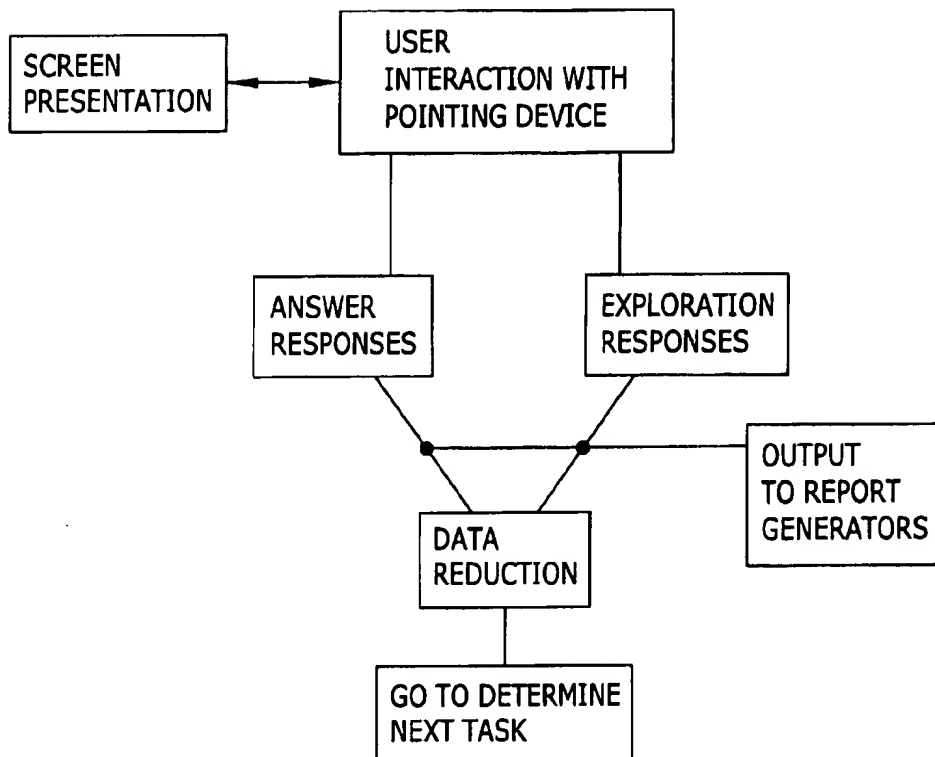 SCREEN
PRESENTATION
USER
INTERACTION WITH
POINTING DEVICE
ANSWER
RESPONSES
EXPLORATION
RESPONSES
OUTPUT
TO REPORT
GENERATORS
DATA
REDUCTION
GO TO DETERMINE
NEXT TASK